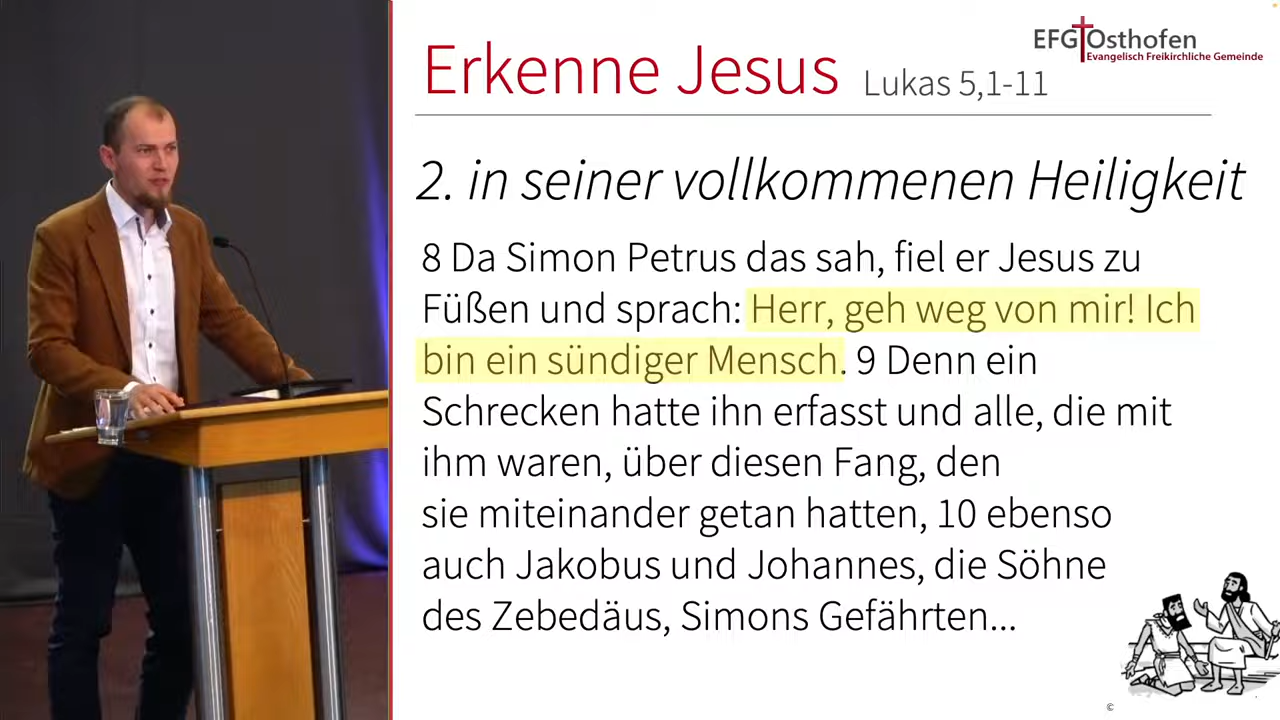 EFG Osthofen
Evangelisch Freikirchliche Gemeinde
Erkenne Jesus Lukas 5,1-11
2. in seiner vollkommenen Heiligkeit
8 Da Simon Petrus das sah, fiel er Jesus zu
Füßen und sprach: Herr, geh weg von mir! Ich
bin ein sündiger Mensch. 9 Denn ein
Schrecken hatte ihn erfasst und alle, die mit
ihm waren, über diesen Fang, den
sie miteinander getan hatten, 10 ebenso
auch Jakobus und Johannes, die Söhne
des Zebedäus, Simons Gefährten...
©